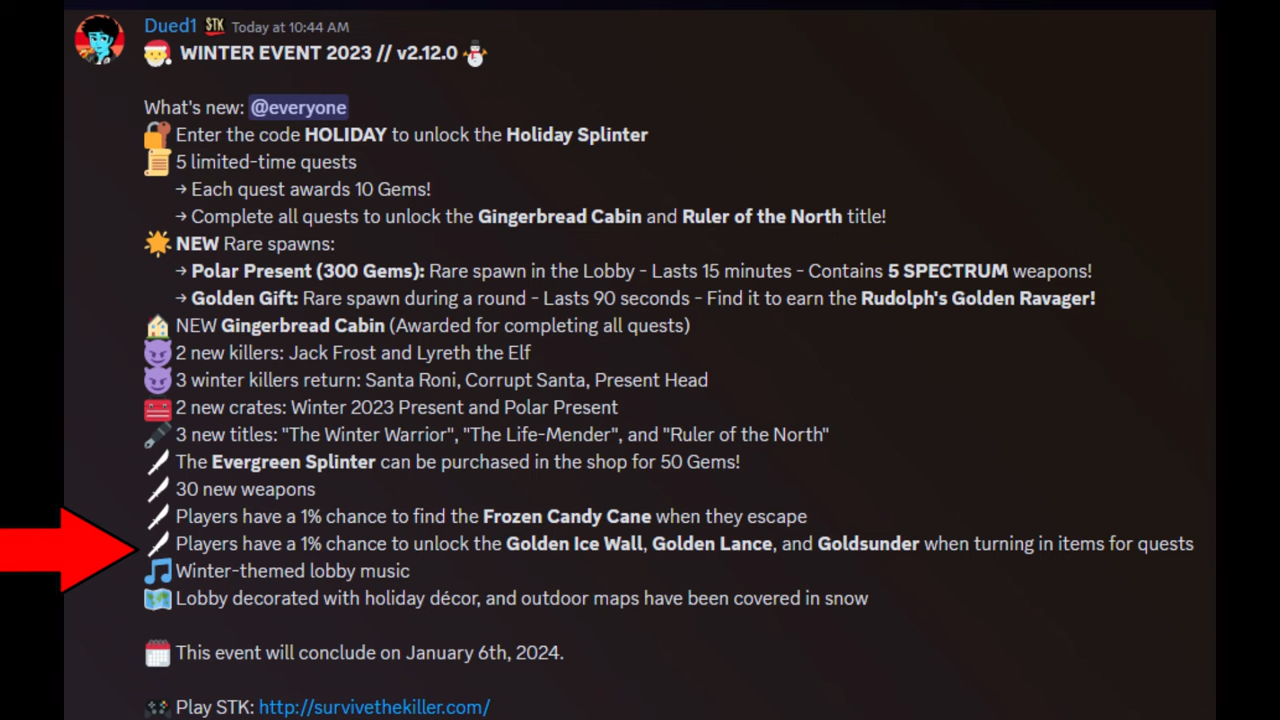 Dued1 STK Today at 10:44 AM
WINTER EVENT 2023 // v2.12.0
What's new: @everyone
Enter the code HOLIDAY to unlock the Holiday Splinter
5 limited-time quests
→ Each quest awards 10 Gems!
→ Complete all quests to unlock the Gingerbread Cabin and Ruler of the North title!
NEW Rare spawns:
→ Polar Present (300 Gems): Rare spawn in the Lobby - Lasts 15 minutes - Contains 5 SPECTRUM weapons!
→ Golden Gift: Rare spawn during a round - Lasts 90 seconds - Find it to earn the Rudolph's Golden Ravager!
NEW Gingerbread Cabin (Awarded for completing all quests)
2 new killers: Jack Frost and Lyreth the Elf
3 winter killers return: Santa Roni, Corrupt Santa, Present Head
2 new crates: Winter 2023 Present and Polar Present
3 new titles: "The Winter Warrior", "The Life-Mender", and "Ruler of the North"
The Evergreen Splinter can be purchased in the shop for 50 Gems!
30 new weapons
Players have a 1% chance to find the Frozen Candy Cane when they escape
Players have a 1% chance to unlock the Golden Ice Wall, Golden Lance, and Goldsunder when turning in items for quests
Winter-themed lobby music
Lobby decorated with holiday décor, and outdoor maps have been covered in snow
This event will conclude on January 6th, 2024.
Play STK: http://survivethekiller.com/